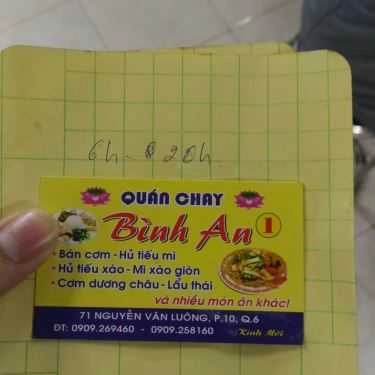 6h - 20h
QUÁN CHAY
Bình An 1
• Bán cơm - Hủ tiếu mì
• Hủ tiếu xào - Mì xào giòn
• Cơm dương châu - Lẩu thái
và nhiều món ăn khác!
71 NGUYỄN VĂN LUÔNG, P.10, Q.6
ĐT: 0909.269460 - 0909.258160
Kính Mời